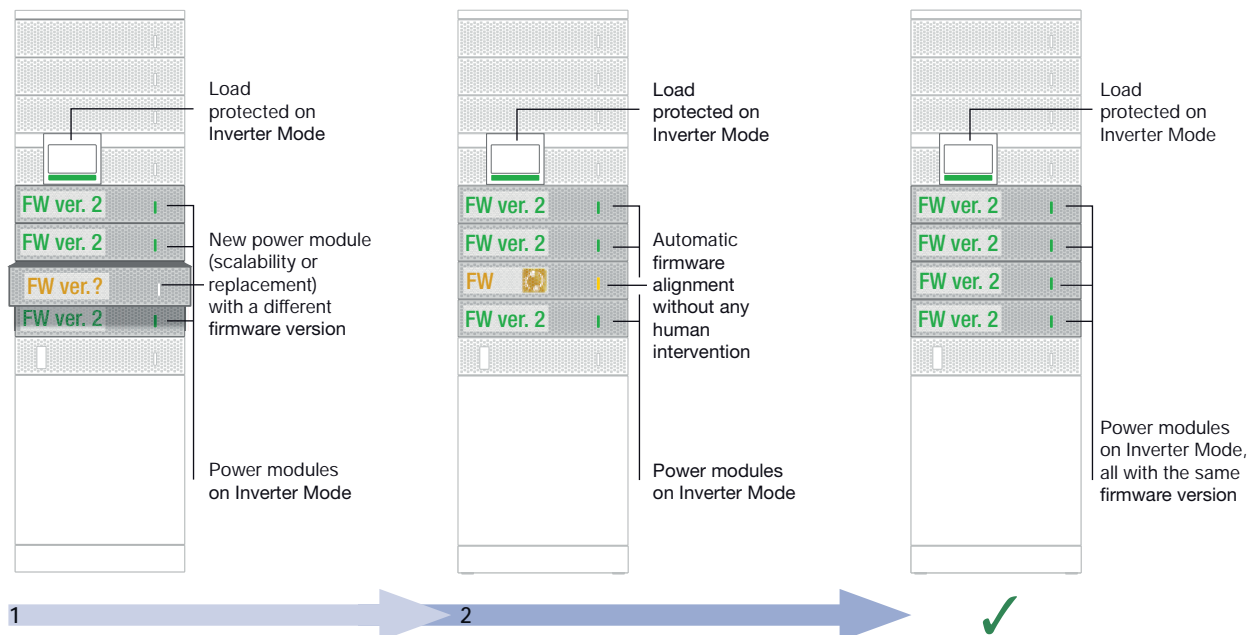 Load
protected on
Inverter Mode
FW ver. 2
FW ver. 2
FW ver.?
FW ver. 2
New power module
(scalability or
replacement)
with a different
firmware version
Power modules
on Inverter Mode
1
Load
protected on
Inverter Mode
FW ver. 2
FW ver. 2
FW
FW ver. 2
Automatic
firmware
alignment
without any
human
intervention
Power modules
on Inverter Mode
2
Load
protected on
Inverter Mode
FW ver. 2
FW ver. 2
FW ver. 2
FW ver. 2
Power modules
on Inverter Mode,
all with the same
firmware version